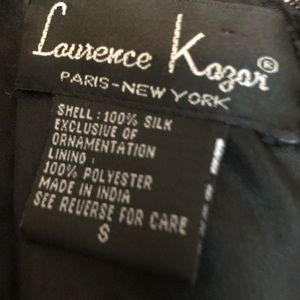 Laurence Kazar®
PARIS-NEW YORK
SHELL: 100% SILK
EXCLUSIVE OF
ORNAMENTATION
LINING:
100% POLYESTER
MADE IN INDIA
SEE REVERSE FOR CARE
S